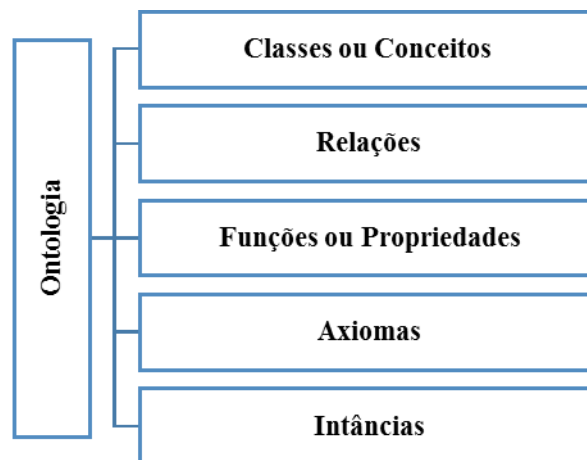 Ontologia
Classes ou Conceitos
Relações
Funções ou Propriedades
Axiomas
Intâncias